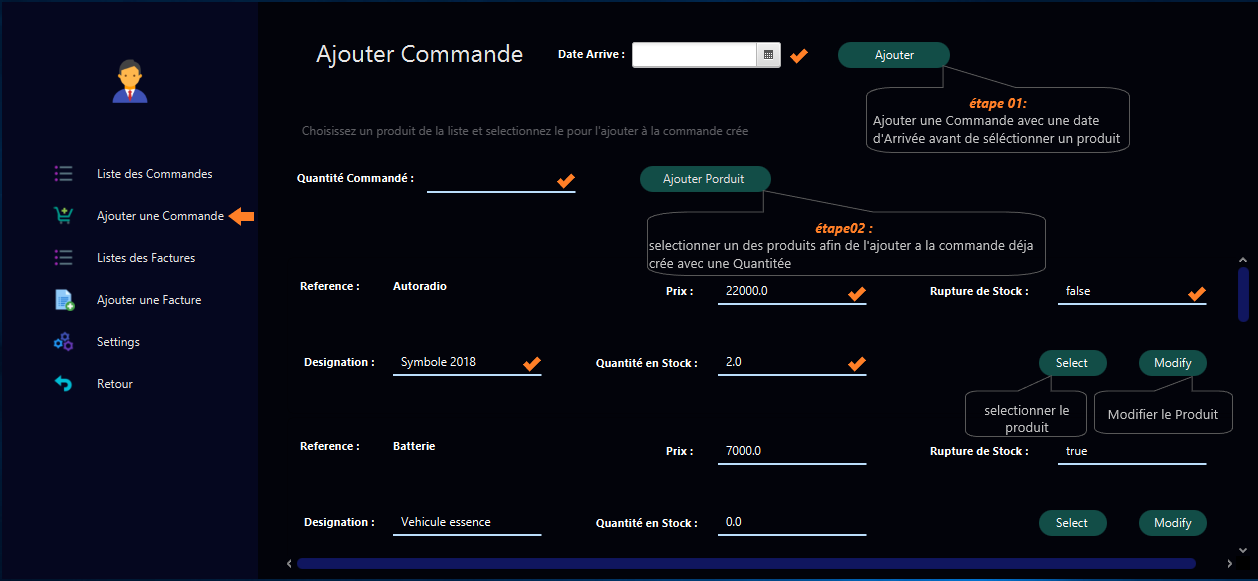 Ajouter Commande
Date Arrive :
Ajouter
étape 01:
Ajouter une Commande avec une date
d'Arrivée avant de séléctionner un produit
Choisissez un produit de la liste et selectionnez le pour l'ajouter à la commande crée
Liste des Commandes
Ajouter une Commande
Listes des Factures
Ajouter une Facture
Settings
Retour
Quantité Commandé :
Ajouter Porduit
étape02 :
selectionner un des produits afin de l'ajouter a la commande déja
crée avec une Quantitée
Reference : Autoradio
Prix : 22000.0
Rupture de Stock : false
Designation : Symbole 2018
Quantité en Stock : 2.0
Select
Modify
selectionner le
produit
Modifier le Produit
Reference : Batterie
Prix : 7000.0
Rupture de Stock : true
Designation : Vehicule essence
Quantité en Stock : 0.0
Select
Modify